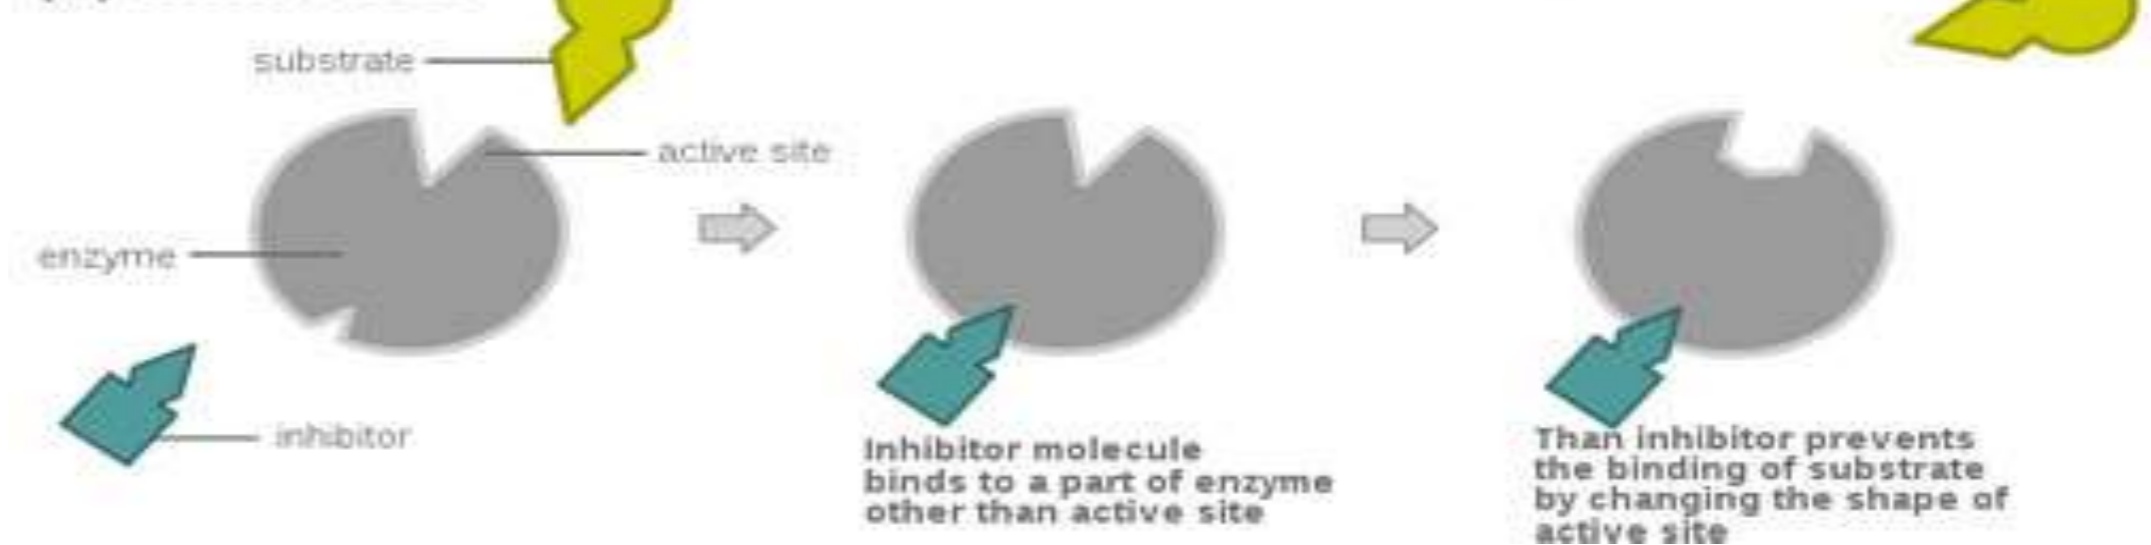 substrate
active site
enzyme
inhibitor
Inhibitor molecule
binds to a part of enzyme
other than active site
Than inhibitor prevents
the binding of substrate
by changing the shape of
active site